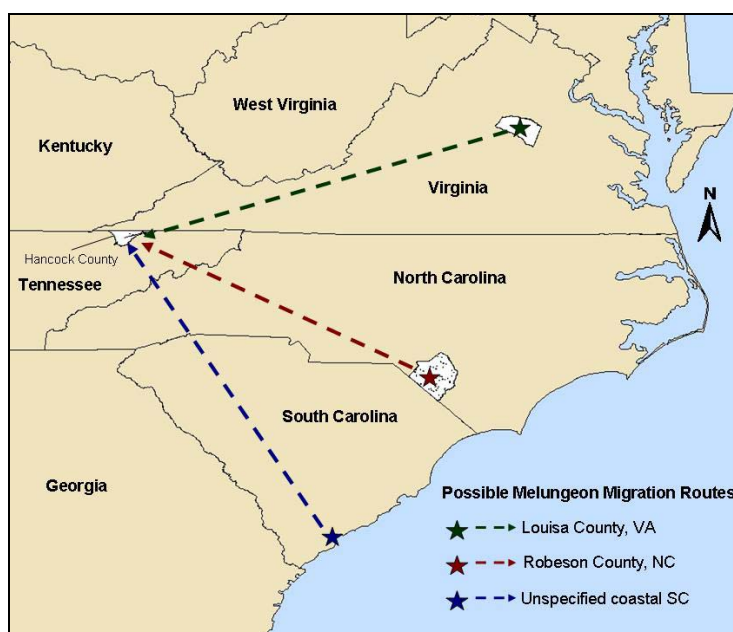 West Virginia
Kentucky
Virginia
N
Hancock County
Tennessee
North Carolina
South Carolina
Georgia
Possible Melungeon Migration Routes
Louisa County, VA
Robeson County, NC
Unspecified coastal SC